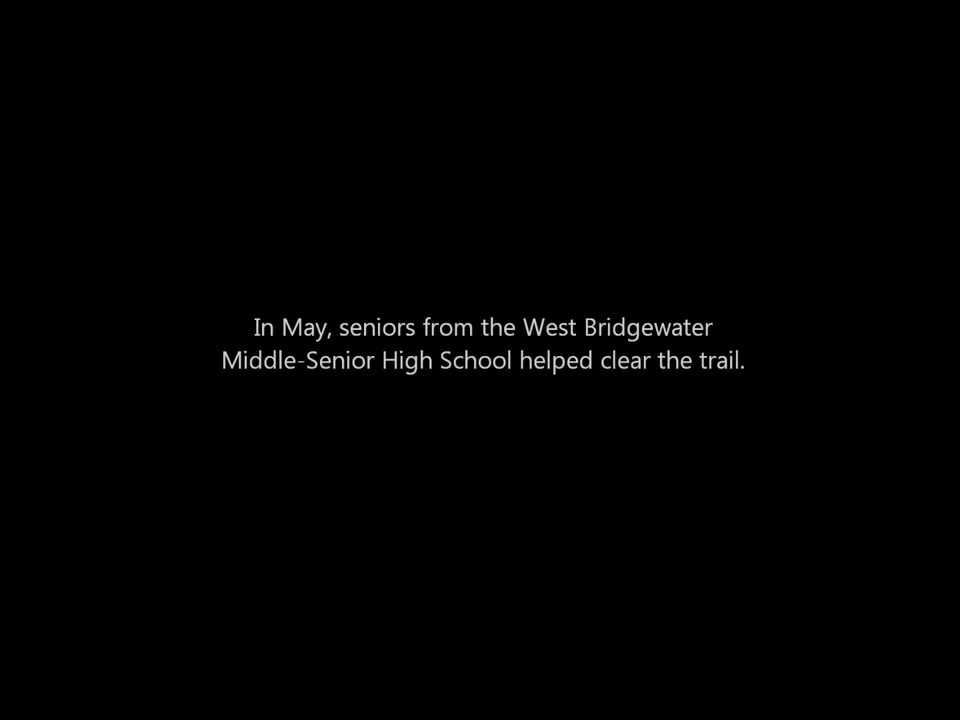 In May, seniors from the West Bridgewater
Middle-Senior High School helped clear the trail.